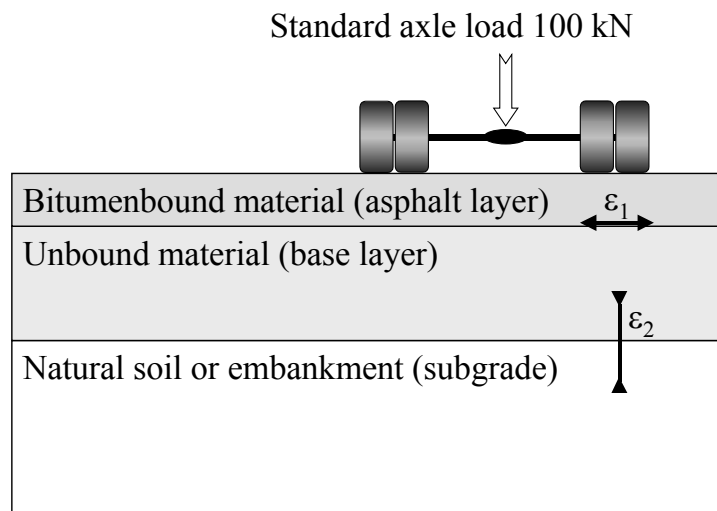 Standard axle load 100 kN
Bitumenbound material (asphalt layer)
ε₁
Unbound material (base layer)
ε₂
Natural soil or embankment (subgrade)